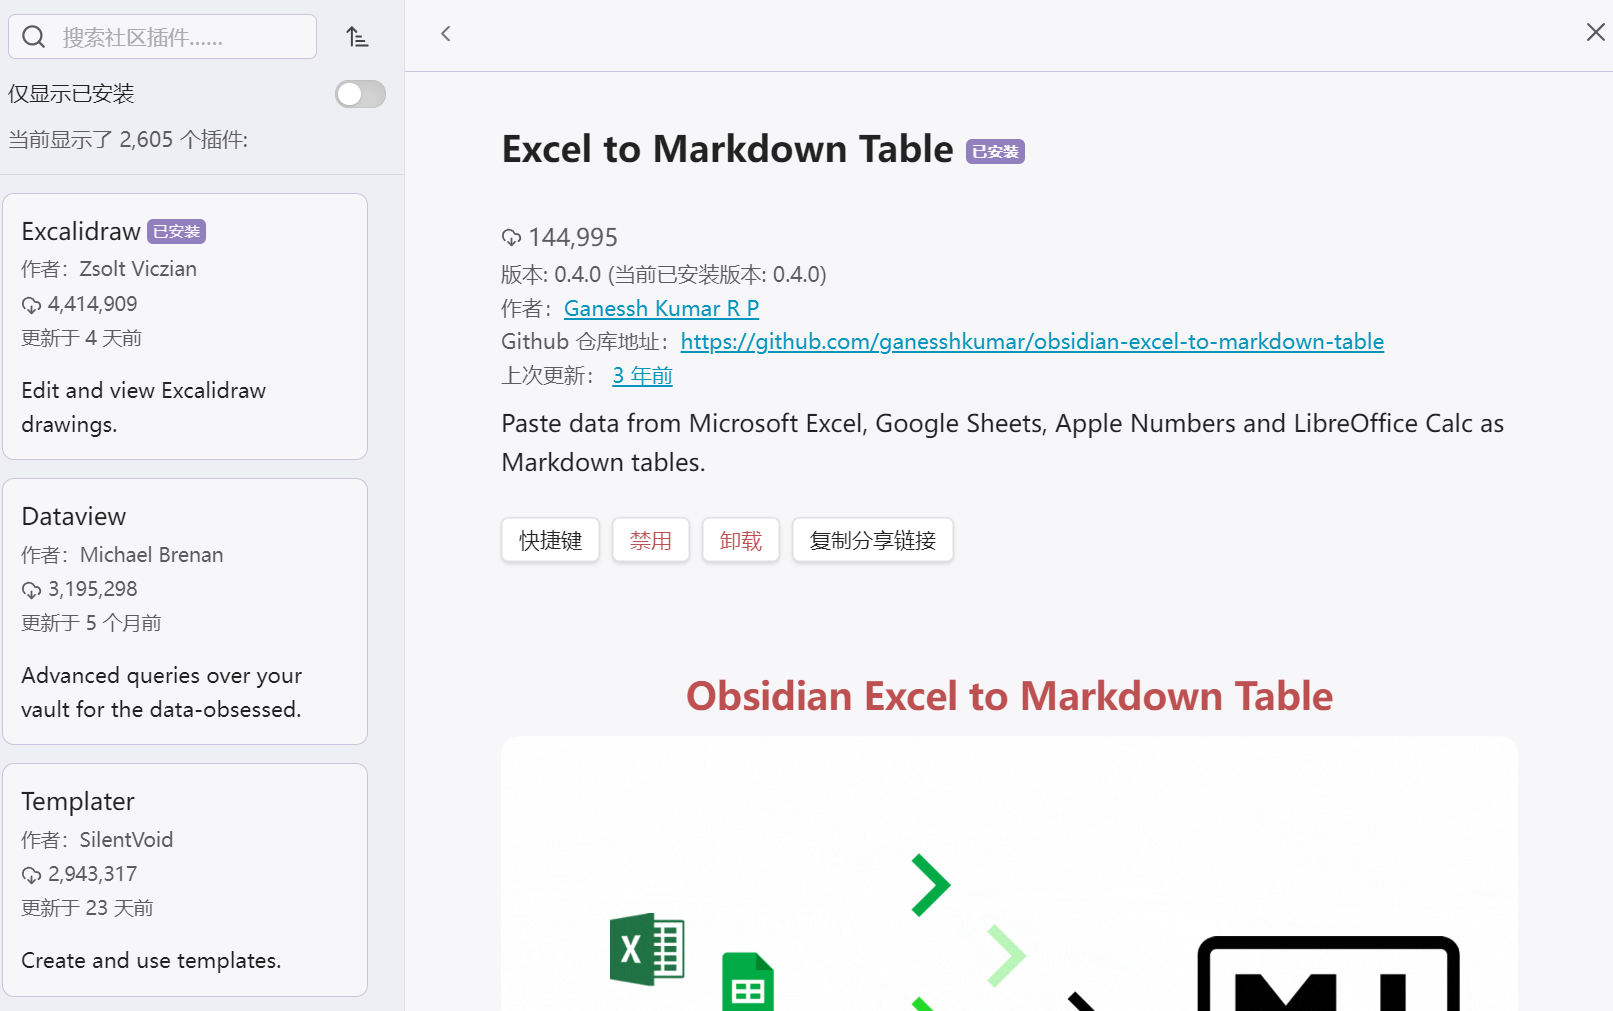 搜索社区插件......
仅显示已安装
当前显示了 2,605 个插件:
Excalidraw 已安装
作者：Zsolt Viczian
4,414,909
更新于 4 天前
Edit and view Excalidraw
drawings.
Dataview
作者：Michael Brenan
3,195,298
更新于 5 个月前
Advanced queries over your
vault for the data-obsessed.
Templater
作者：SilentVoid
2,943,317
更新于 23 天前
Create and use templates.
Excel to Markdown Table 已安装
144,995
版本: 0.4.0 (当前已安装版本: 0.4.0)
作者：Ganessh Kumar R P
Github 仓库地址：https://github.com/ganesshkumar/obsidian-excel-to-markdown-table
上次更新：3 年前
Paste data from Microsoft Excel, Google Sheets, Apple Numbers and LibreOffice Calc as
Markdown tables.
快捷键 禁用 卸载 复制分享链接
Obsidian Excel to Markdown Table
X